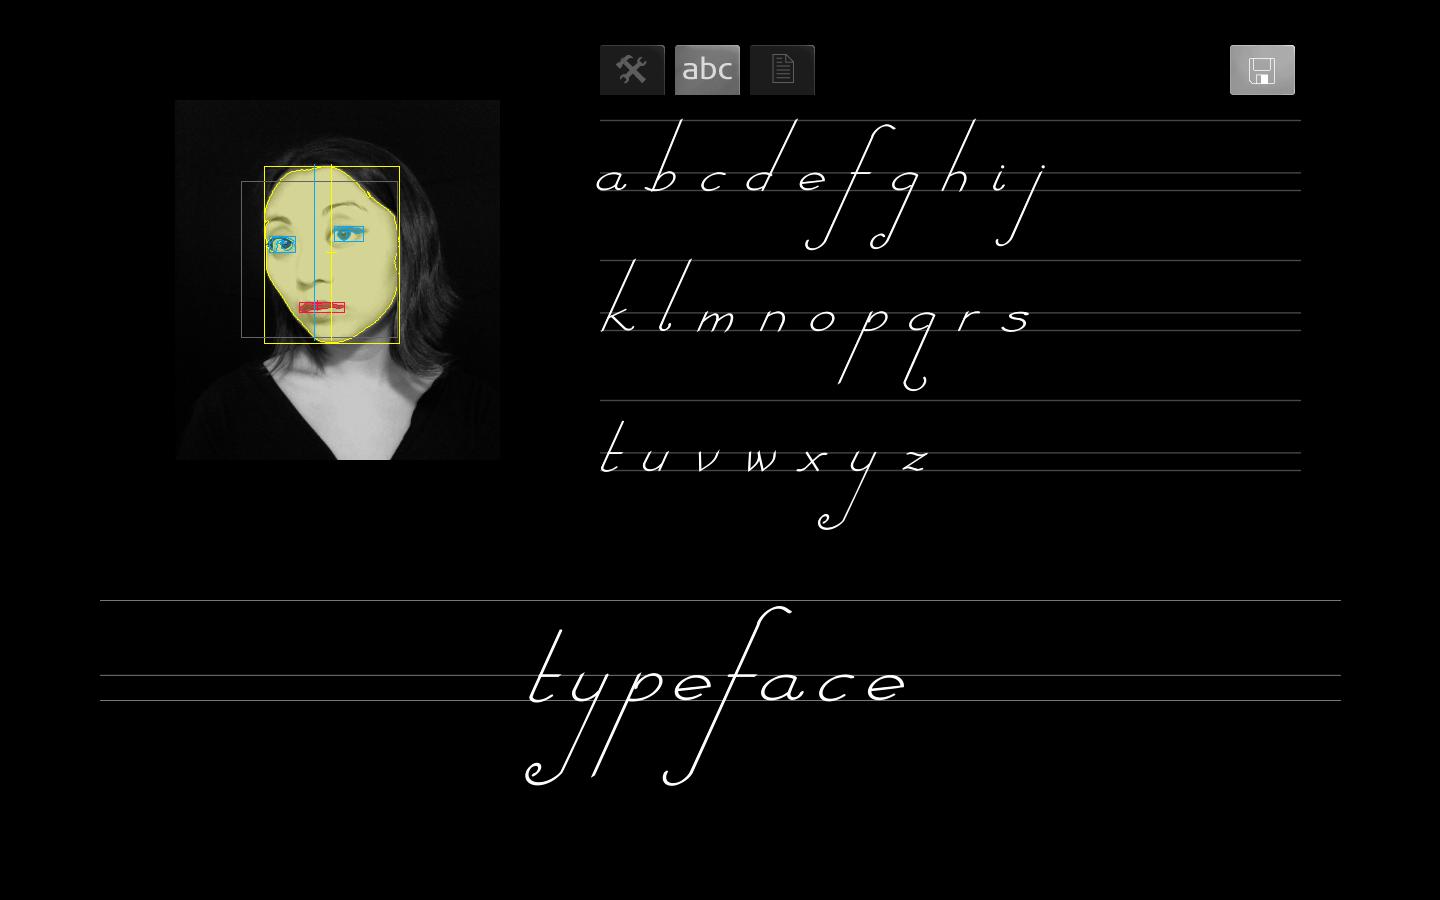 abc
a b c d e f g h i j
k l m n o p q r s
t u v w x y z
typeface